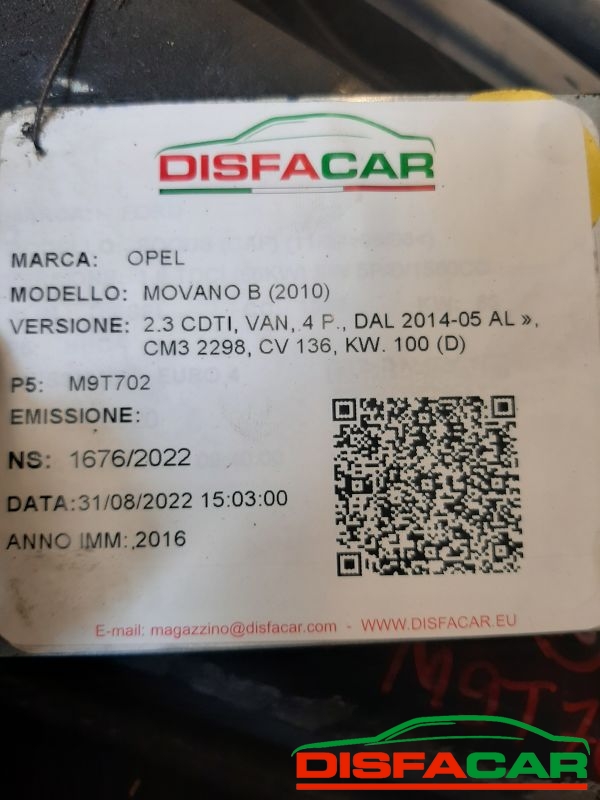 DISFACAR
MARCA: OPEL
MODELLO: MOVANO B (2010)
VERSIONE: 2.3 CDTI, VAN, 4 P., DAL 2014-05 AL »,
CM3 2298, CV 136, KW. 100 (D)
P5: M9T702
EMISSIONE:
NS: 1676/2022
DATA:31/08/2022 15:03:00
ANNO IMM: 2016
E-mail: magazzino@disfacar.com - WWW.DISFACAR.EU
M9T7
DISFACAR